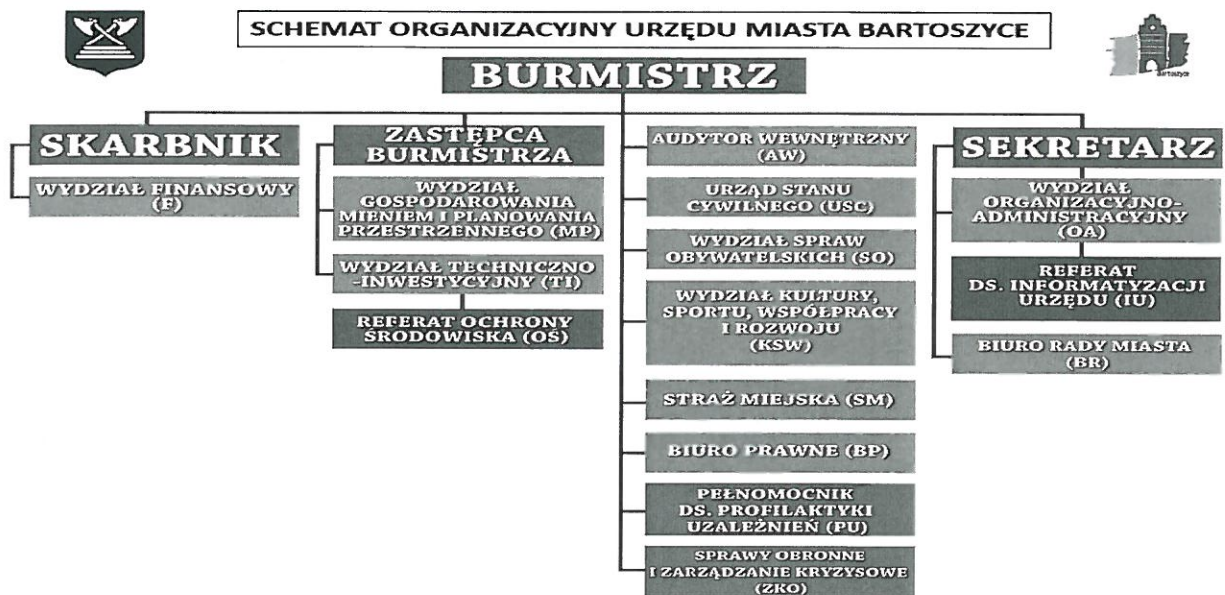 SCHEMAT ORGANIZACYJNY URZĘDU MIASTA BARTOSZYCE
Bartoszyce
BURMISTRZ
SKARBNIK
WYDZIAŁ FINANSOWY
(F)
ZASTĘPCA
BURMISTRZA
WYDZIAŁ
GOSPODAROWANIA
MIENIEM I PLANOWANIA
PRZESTRZENNEGO (MP)
WYDZIAŁ TECHNICZNO
-INWESTYCYJNY (TI)
REFERAT OCHRONY
ŚRODOWISKA (OŚ)
AUDYTOR WEWNĘTRZNY
(AW)
URZĄD STANU
CYWILNEGO (USC)
WYDZIAŁ SPRAW
OBYWATELSKICH (SO)
WYDZIAŁ KULTURY,
SPORTU, WSPÓŁPRACY
I ROZWOJU
(KSW)
STRAŻ MIEJSKA (SM)
BIURO PRAWNE (BP)
PEŁNOMOCNIK
DS. PROFILAKTYKI
UZALEŻNIEŃ (PU)
SPRAWY OBRONNE
I ZARZĄDZANIE KRYZYSOWE
(ZKO)
SEKRETARZ
WYDZIAŁ
ORGANIZACYJNO-
ADMINISTRACYJNY
(OA)
REFERAT
DS. INFORMATYZACJI
URZĘDU (IU)
BIURO RADY MIASTA
(BR)